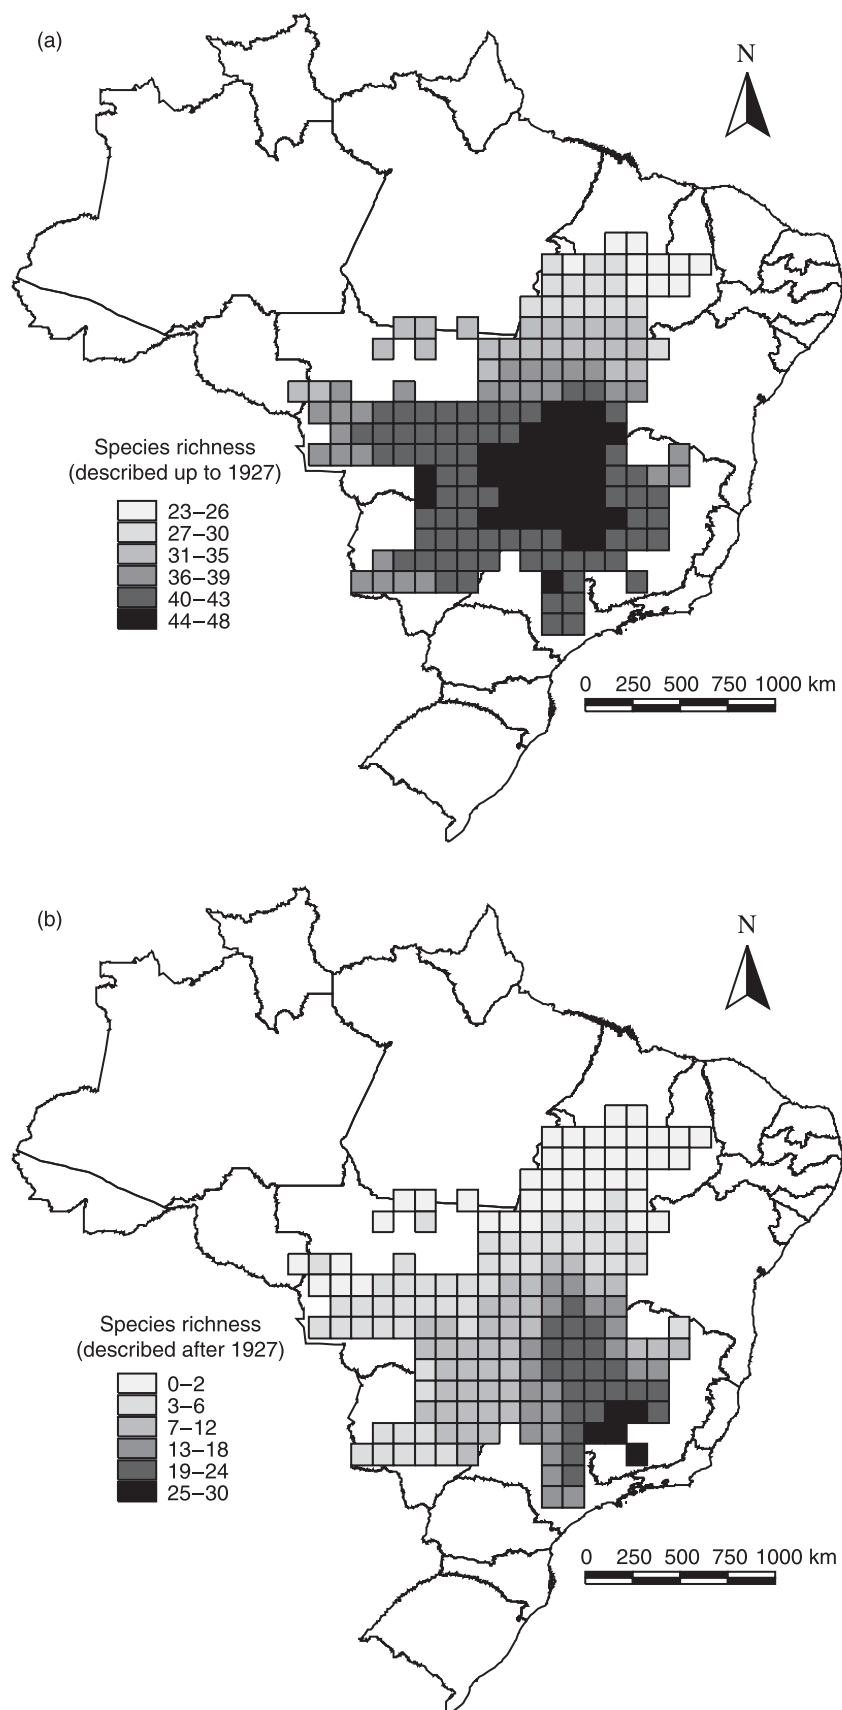 (a)
N
Species richness
(described up to 1927)
23–26
27–30
31–35
36–39
40–43
44–48
0 250 500 750 1000 km
(b)
N
Species richness
(described after 1927)
0–2
3–6
7–12
13–18
19–24
25–30
0 250 500 750 1000 km